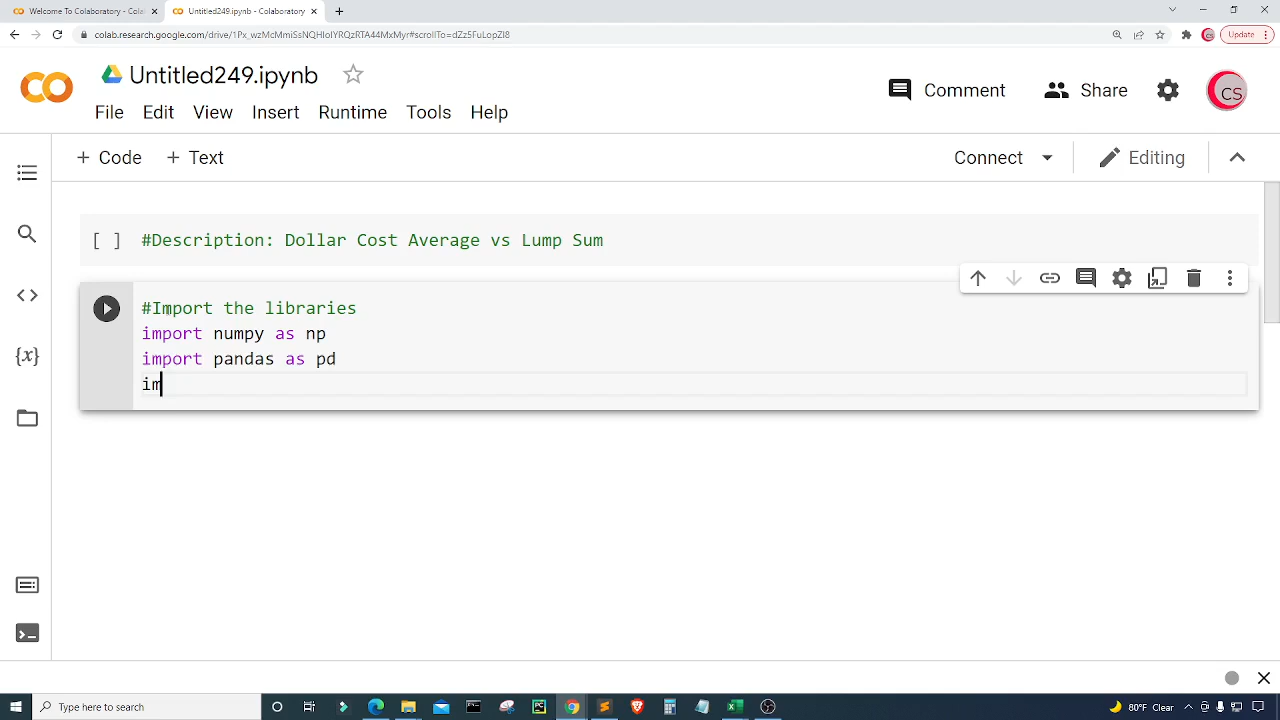 Welcome To Colaboratory - Colab
Untitled249.ipynb - Colaboratory
colab.research.google.com/drive/1Px_wzMcMmiSsNQHIoIYRQzRTA44MxMyr#scrollTo=dZz5FuLopZI8
Update
Untitled249.ipynb
File Edit View Insert Runtime Tools Help
Comment
Share
CS
+ Code + Text
Connect
Editing
[ ] #Description: Dollar Cost Average vs Lump Sum
#Import the libraries
import numpy as np
import pandas as pd
im
{x}
Type here to search
80°F Clear